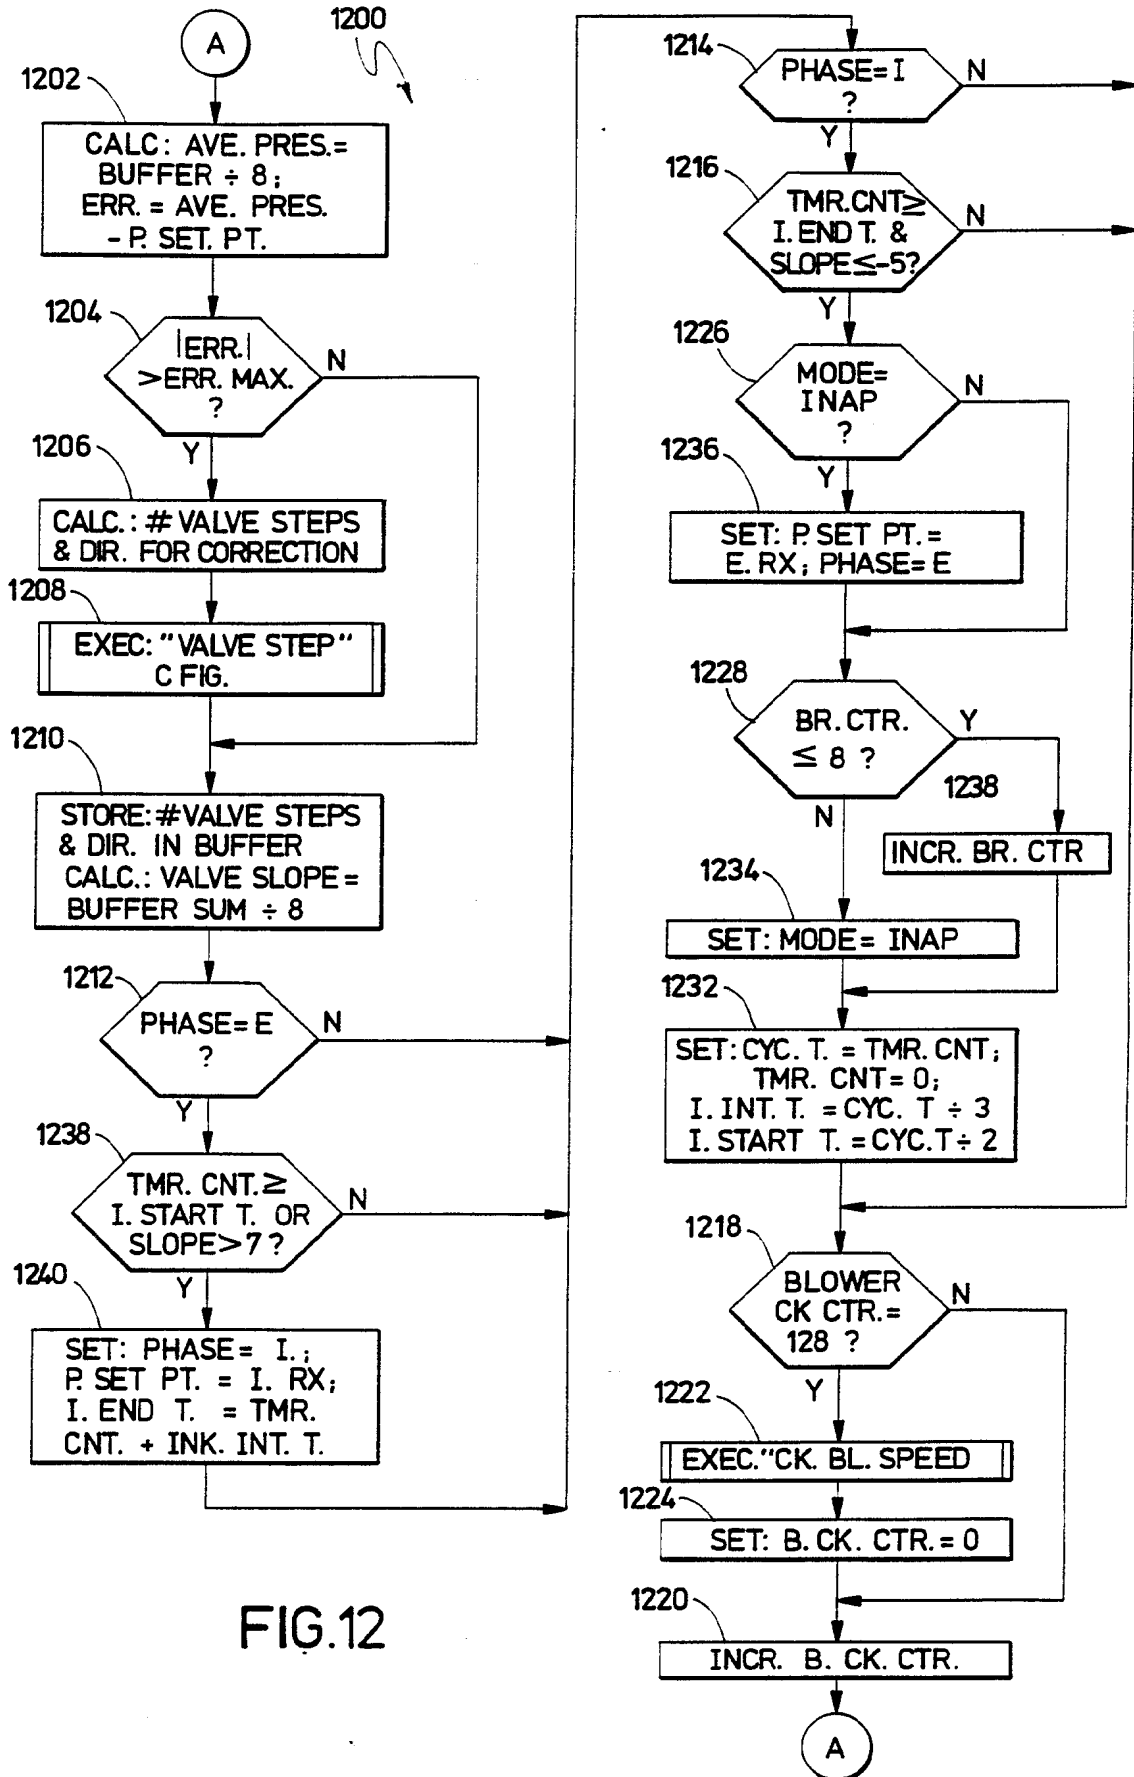 A
1200
1202
CALC: AVE. PRES.=
BUFFER ÷ 8;
ERR. = AVE. PRES.
- P. SET. PT.
1204
|ERR.|
>ERR. MAX.
?
N
Y
1206
CALC.: # VALVE STEPS
& DIR. FOR CORRECTION
1208
EXEC: "VALVE STEP"
C FIG.
1210
STORE: #VALVE STEPS
& DIR. IN BUFFER
CALC.: VALVE SLOPE =
BUFFER SUM ÷ 8
1212
PHASE= E
?
N
Y
1238
TMR. CNT.≥
I. START T. OR
SLOPE>7?
N
Y
1240
SET: PHASE= I.;
P. SET PT. = I. RX;
I. END T. = TMR.
CNT. + INK. INT. T.
FIG.12
1214
PHASE= I
?
N
Y
1216
TMR.CNT≥
I. END T. &
SLOPE≤-5?
N
Y
1226
MODE=
INAP
?
N
Y
1236
SET: P. SET PT. =
E. RX; PHASE= E
1228
BR. CTR.
≤ 8 ?
Y
N
1238
INCR. BR. CTR
1234
SET: MODE= INAP
1232
SET: CYC. T. = TMR. CNT;
TMR. CNT= 0;
I. INT. T. =CYC. T ÷ 3
I. START T. =CYC.T÷ 2
1218
BLOWER
CK CTR.=
128 ?
N
Y
1222
EXEC."CK. BL. SPEED
1224
SET: B. CK. CTR. = 0
1220
INCR. B. CK. CTR.
A